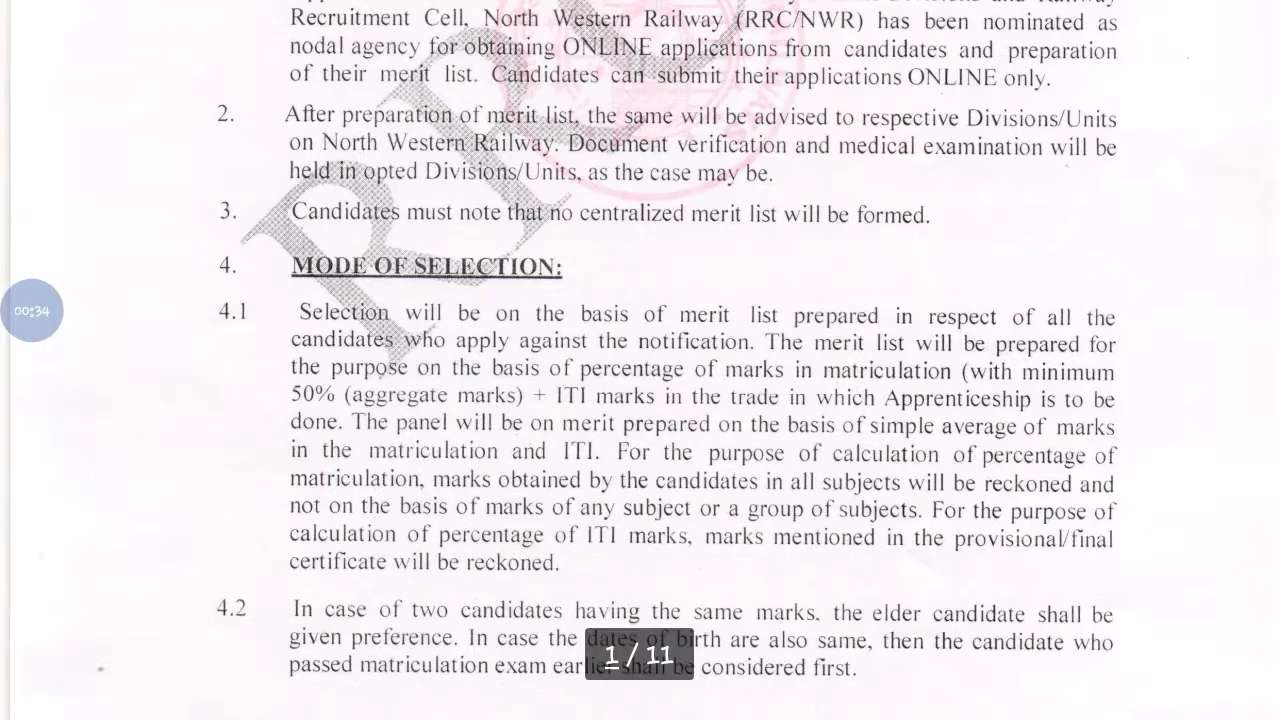 Recruitment Cell, North Western Railway (RRC/NWR) has been nominated as
nodal agency for obtaining ONLINE applications from candidates and preparation
of their merit list. Candidates can submit their applications ONLINE only.
2. After preparation of merit list, the same will be advised to respective Divisions/Units
on North Western Railway. Document verification and medical examination will be
held in opted Divisions/Units, as the case may be.
3. Candidates must note that no centralized merit list will be formed.
4. MODE OF SELECTION:
4.1 Selection will be on the basis of merit list prepared in respect of all the
candidates who apply against the notification. The merit list will be prepared for
the purpose on the basis of percentage of marks in matriculation (with minimum
00:34
50% (aggregate marks) + ITI marks in the trade in which Apprenticeship is to be
done. The panel will be on merit prepared on the basis of simple average of marks
in the matriculation and ITI. For the purpose of calculation of percentage of
matriculation, marks obtained by the candidates in all subjects will be reckoned and
not on the basis of marks of any subject or a group of subjects. For the purpose of
calculation of percentage of ITI marks, marks mentioned in the provisional/final
certificate will be reckoned.
4.2 In case of two candidates having the same marks, the elder candidate shall be
given preference. In case the dates of birth are also same, then the candidate who
passed matriculation exam earlier shall be considered first.
1 / 11